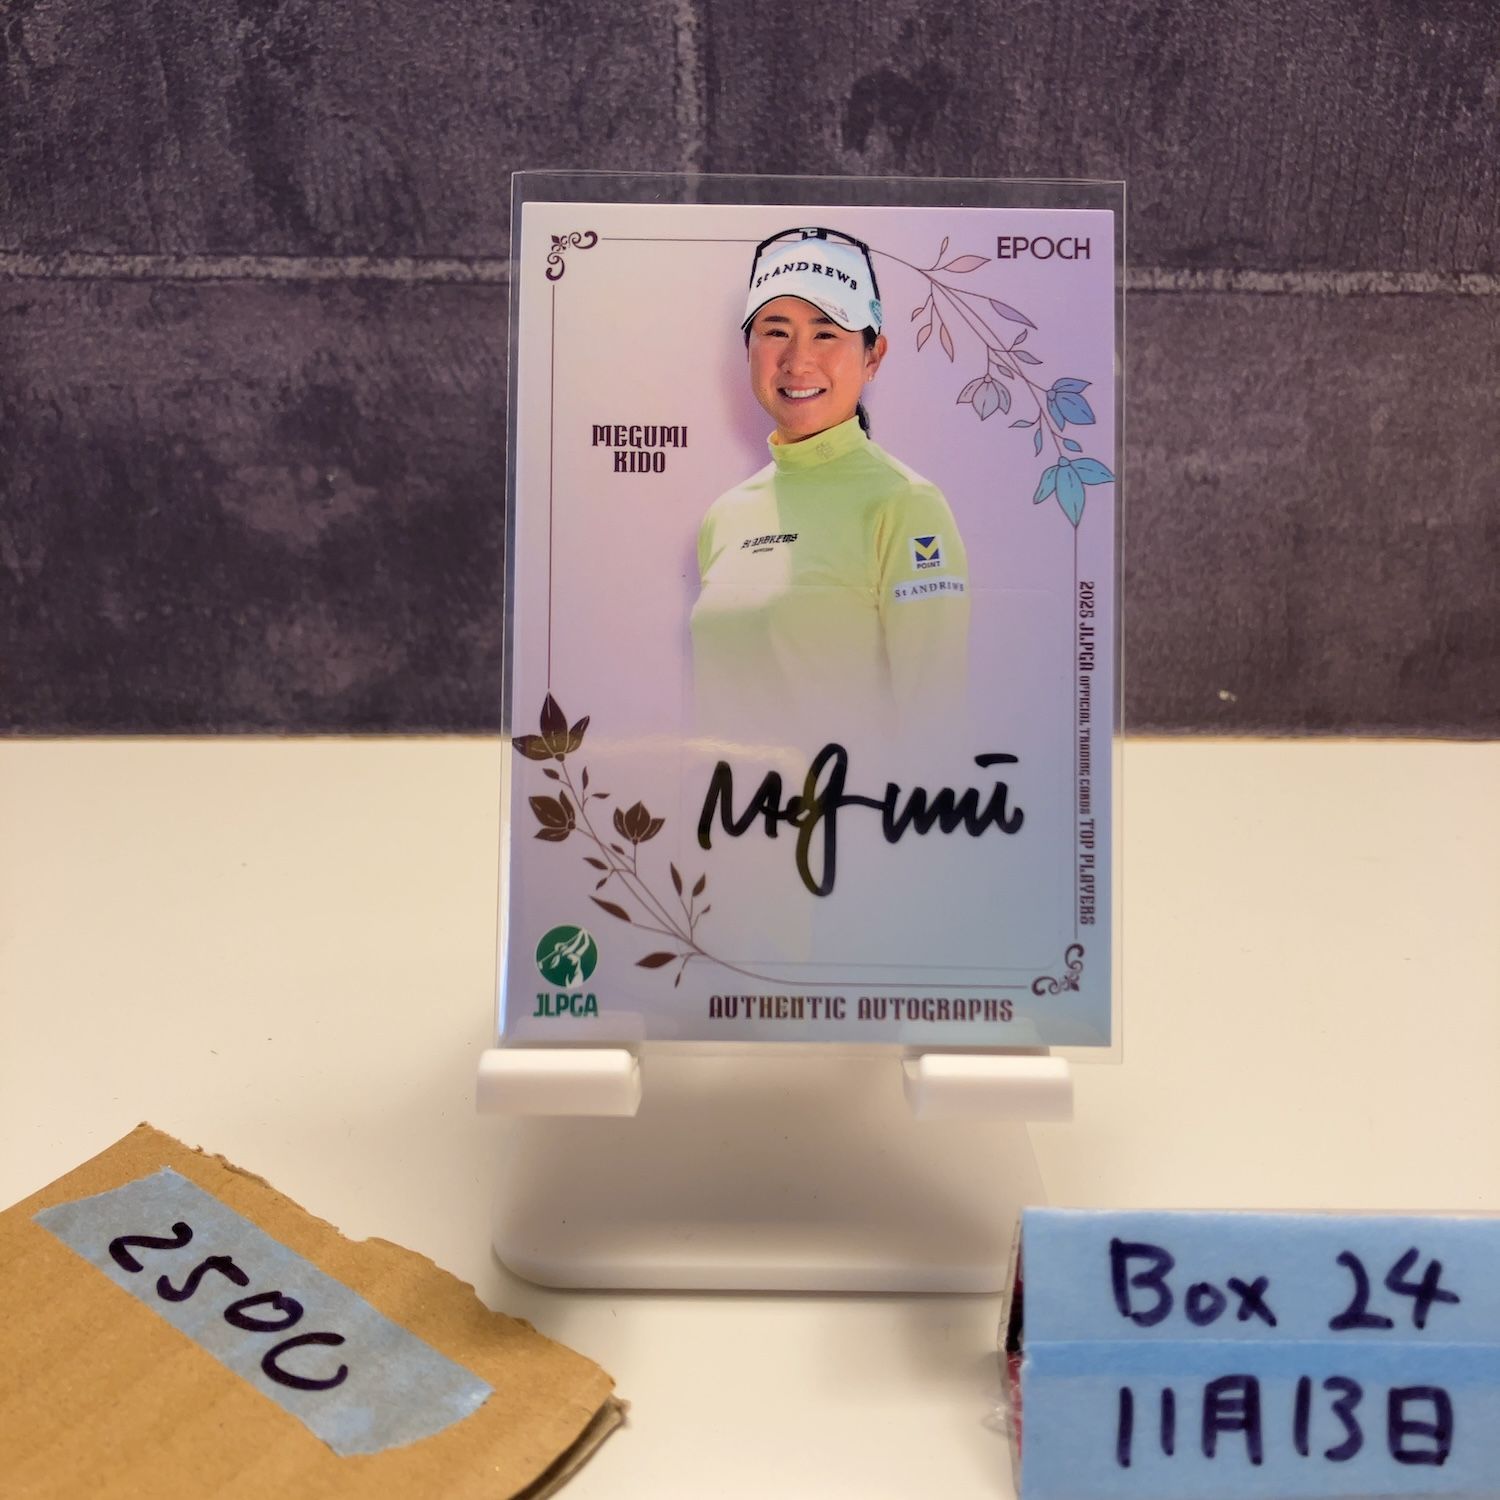 EPOCH
St ANDREWS
MEGUMI
KIDO
St ANDREWS
V
POINT
St ANDREWS
2025 JLPGA OFFICIAL TRADING CARDS TOP PLAYERS
Megumi
JLPGA
AUTHENTIC AUTOGRAPHS
2500
Box 24
11月13日